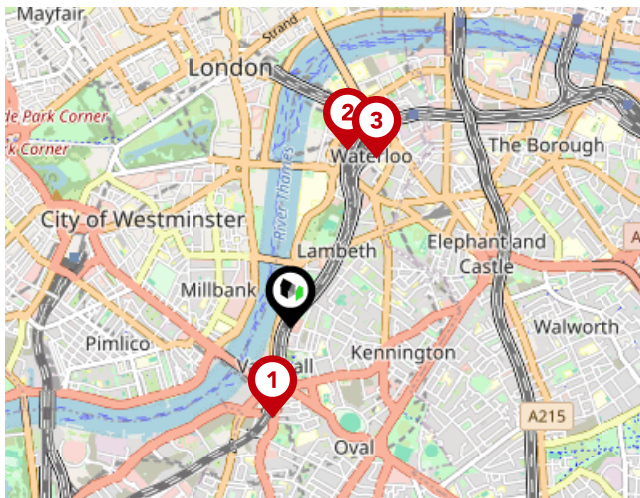 Mayfair
Strand
London
de Park Corner
k Corner
2
3
Waterloo
The Borough
River Thames
City of Westminster
Lambeth
Elephant and
Castle
A
Millbank
Pimlico
Walworth
Kennington
1
A215
Oval